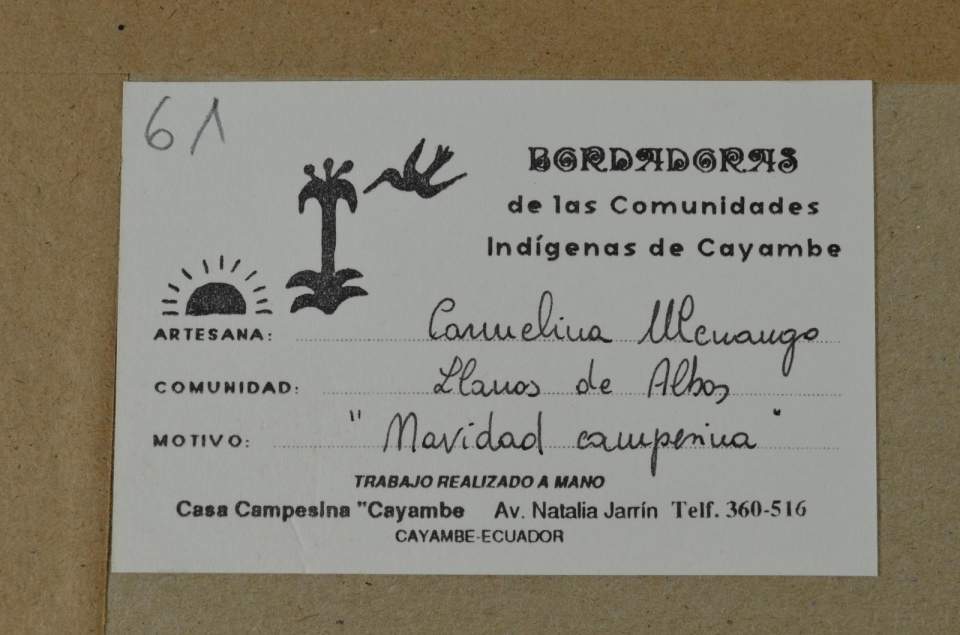 61
BORDADORAS
de las Comunidades
Indígenas de Cayambe
ARTESANA: Carmelina Ulcuango
COMUNIDAD: Llanos de Albos
MOTIVO: "Navidad campesina"
TRABAJO REALIZADO A MANO
Casa Campesina "Cayambe Av. Natalia Jarrín Telf. 360-516
CAYAMBE-ECUADOR